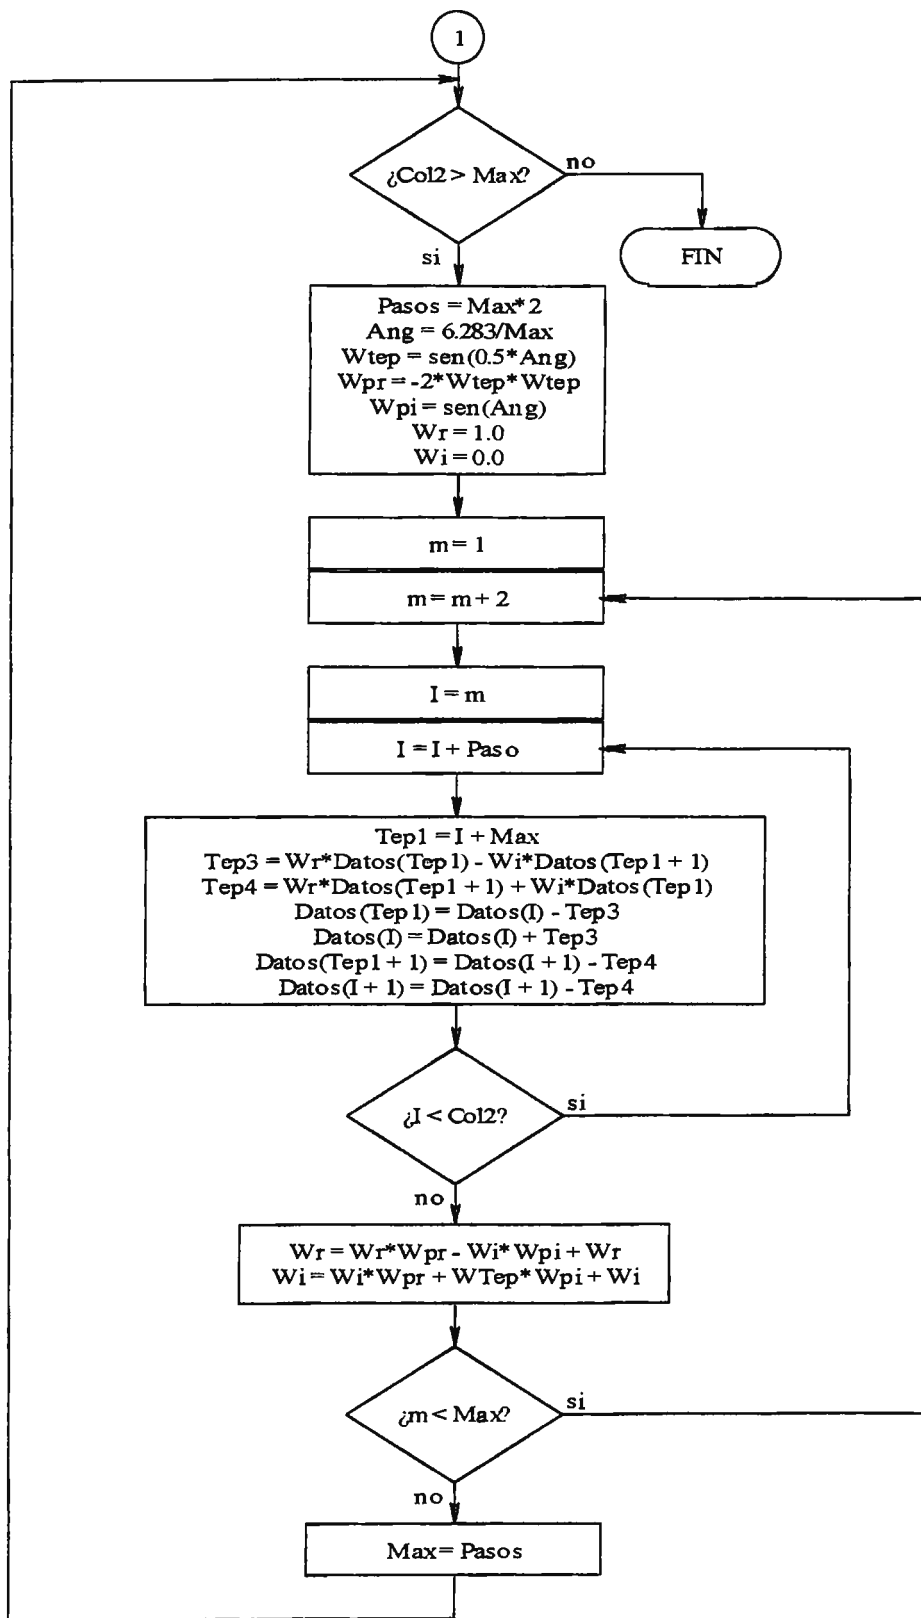 1
¿Col2 > Max?
no
FIN
si
Pasos = Max*2
Ang = 6.283/Max
Wtep = sen(0.5*Ang)
Wpr = -2*Wtep*Wtep
Wpi = sen(Ang)
Wr = 1.0
Wi = 0.0
m = 1
m = m + 2
I = m
I = I + Paso
Tep1 = I + Max
Tep3 = Wr*Datos(Tep1) - Wi*Datos(Tep1 + 1)
Tep4 = Wr*Datos(Tep1 + 1) + Wi*Datos(Tep1)
Datos(Tep1) = Datos(I) - Tep3
Datos(I) = Datos(I) + Tep3
Datos(Tep1 + 1) = Datos(I + 1) - Tep4
Datos(I + 1) = Datos(I + 1) - Tep4
¿I < Col2?
si
no
Wr = Wr*Wpr - Wi*Wpi + Wr
Wi = Wi*Wpr + WTep*Wpi + Wi
¿m < Max?
si
no
Max = Pasos